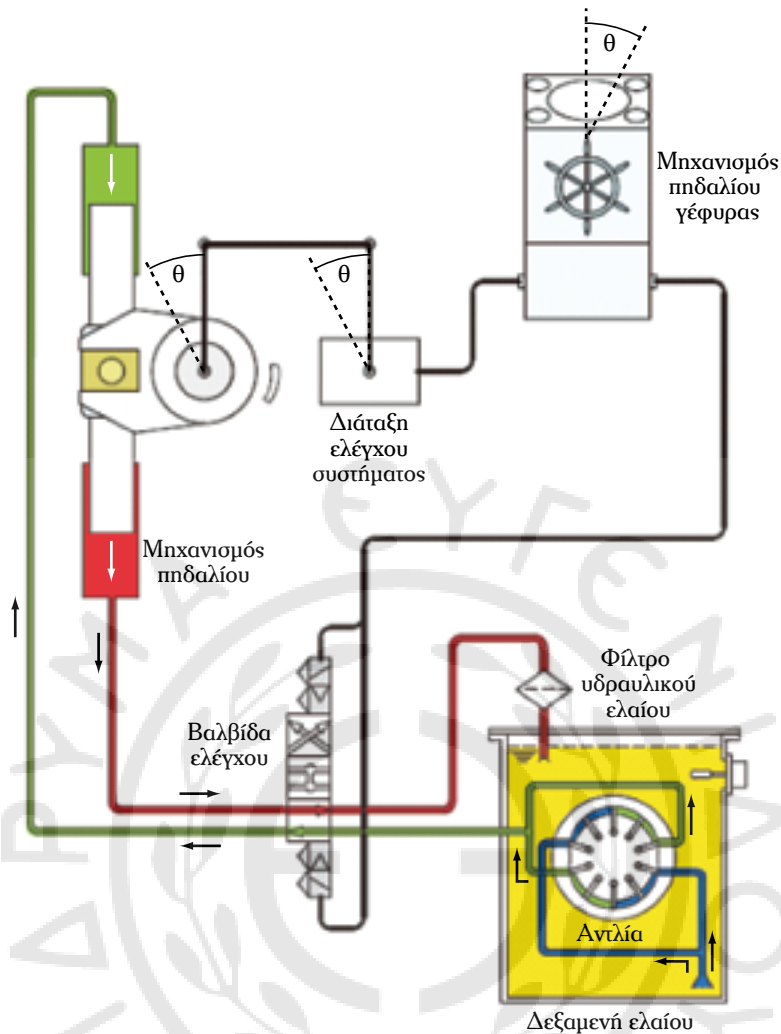 θ
Μηχανισμός
πηδαλίου
γέφυρας
θ
θ
Διάταξη
ελέγχου
συστήματος
Μηχανισμός
πηδαλίου
Φίλτρο
υδραυλικού
ελαίου
Βαλβίδα
ελέγχου
Αντλία
Δεξαμενή ελαίου